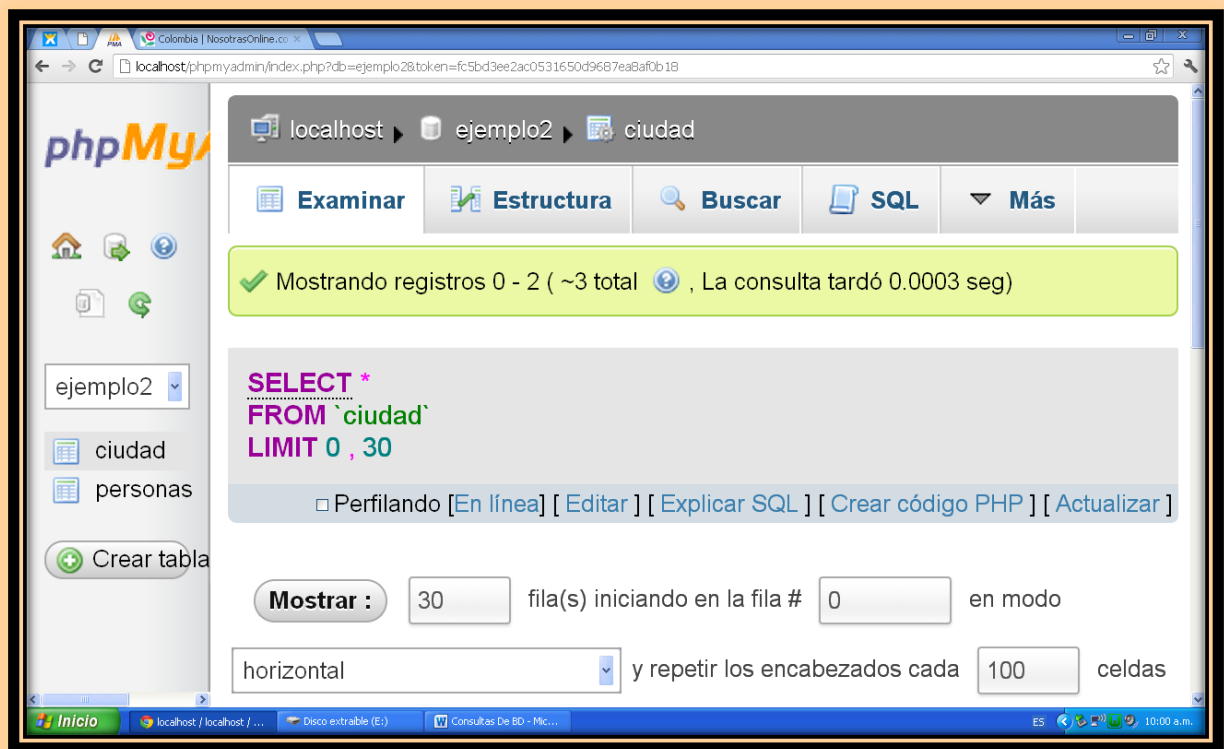 PMA Colombia | NosotrasOnline.co
localhost/phpmyadmin/index.php?db=ejemplo2&token=fc5bd3ee2ac0531650d9687ea8af0b18
phpMyA
localhost ejemplo2 ciudad
Examinar Estructura Buscar SQL Más
Mostrando registros 0 - 2 ( ~3 total , La consulta tardó 0.0003 seg)
ejemplo2
ciudad
personas
Crear tabla
SELECT *
FROM `ciudad`
LIMIT 0 , 30
Perfilando [En línea] [ Editar ] [ Explicar SQL ] [ Crear código PHP ] [ Actualizar ]
Mostrar : 30 fila(s) iniciando en la fila # 0 en modo
horizontal y repetir los encabezados cada 100 celdas
Inicio localhost / localhost / ... Disco extraíble (E:) Consultas De BD - Mic... ES 10:00 a.m.